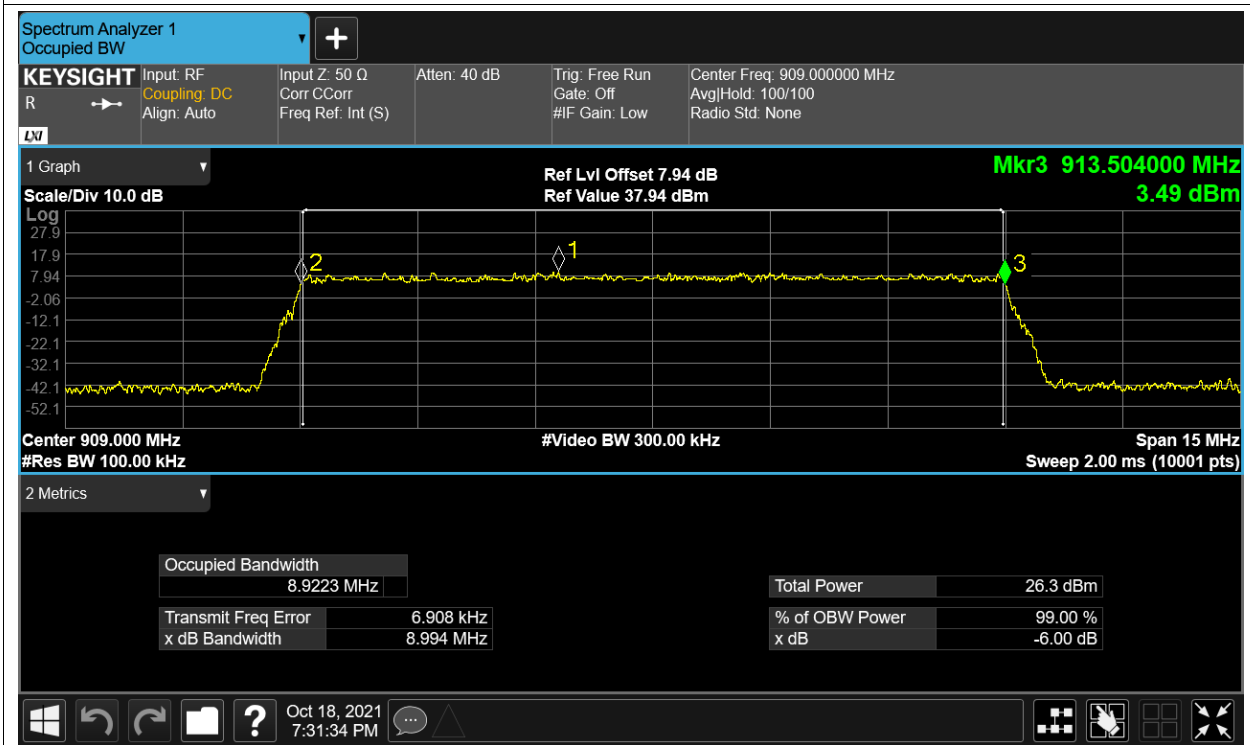 Spectrum Analyzer 1
Occupied BW
KEYSIGHT Input: RF Input Z: 50 Ω Atten: 40 dB Trig: Free Run Center Freq: 909.000000 MHz
R Coupling: DC Corr CCorr Gate: Off Avg|Hold: 100/100
Align: Auto Freq Ref: Int (S) #IF Gain: Low Radio Std: None
LXI
1 Graph Ref Lvl Offset 7.94 dB Mkr3 913.504000 MHz
Scale/Div 10.0 dB Ref Value 37.94 dBm 3.49 dBm
Log
27.9
17.9 1
7.94 2 3
-2.06
-12.1
-22.1
-32.1
-42.1
-52.1
Center 909.000 MHz #Video BW 300.00 kHz Span 15 MHz
#Res BW 100.00 kHz Sweep 2.00 ms (10001 pts)
2 Metrics
Occupied Bandwidth
8.9223 MHz Total Power 26.3 dBm
Transmit Freq Error 6.908 kHz % of OBW Power 99.00 %
x dB Bandwidth 8.994 MHz x dB -6.00 dB
? Oct 18, 2021
7:31:34 PM